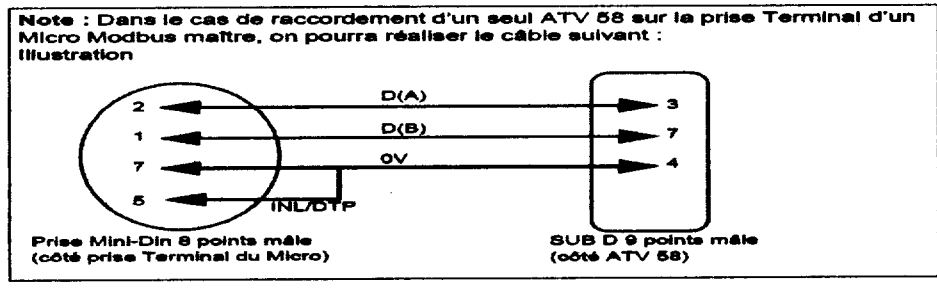 Note : Dans le cas de raccordement d'un seul ATV 58 sur la prise Terminal d'un
Micro Modbus maître, on pourra réaliser le câble suivant :
Illustration
2 D(A) 3
1 D(B) 7
7 0V 4
5 INL/DTP
Prise Mini-Din 8 points mâle
(côté prise Terminal du Micro)
SUB D 9 points mâle
(côté ATV 58)